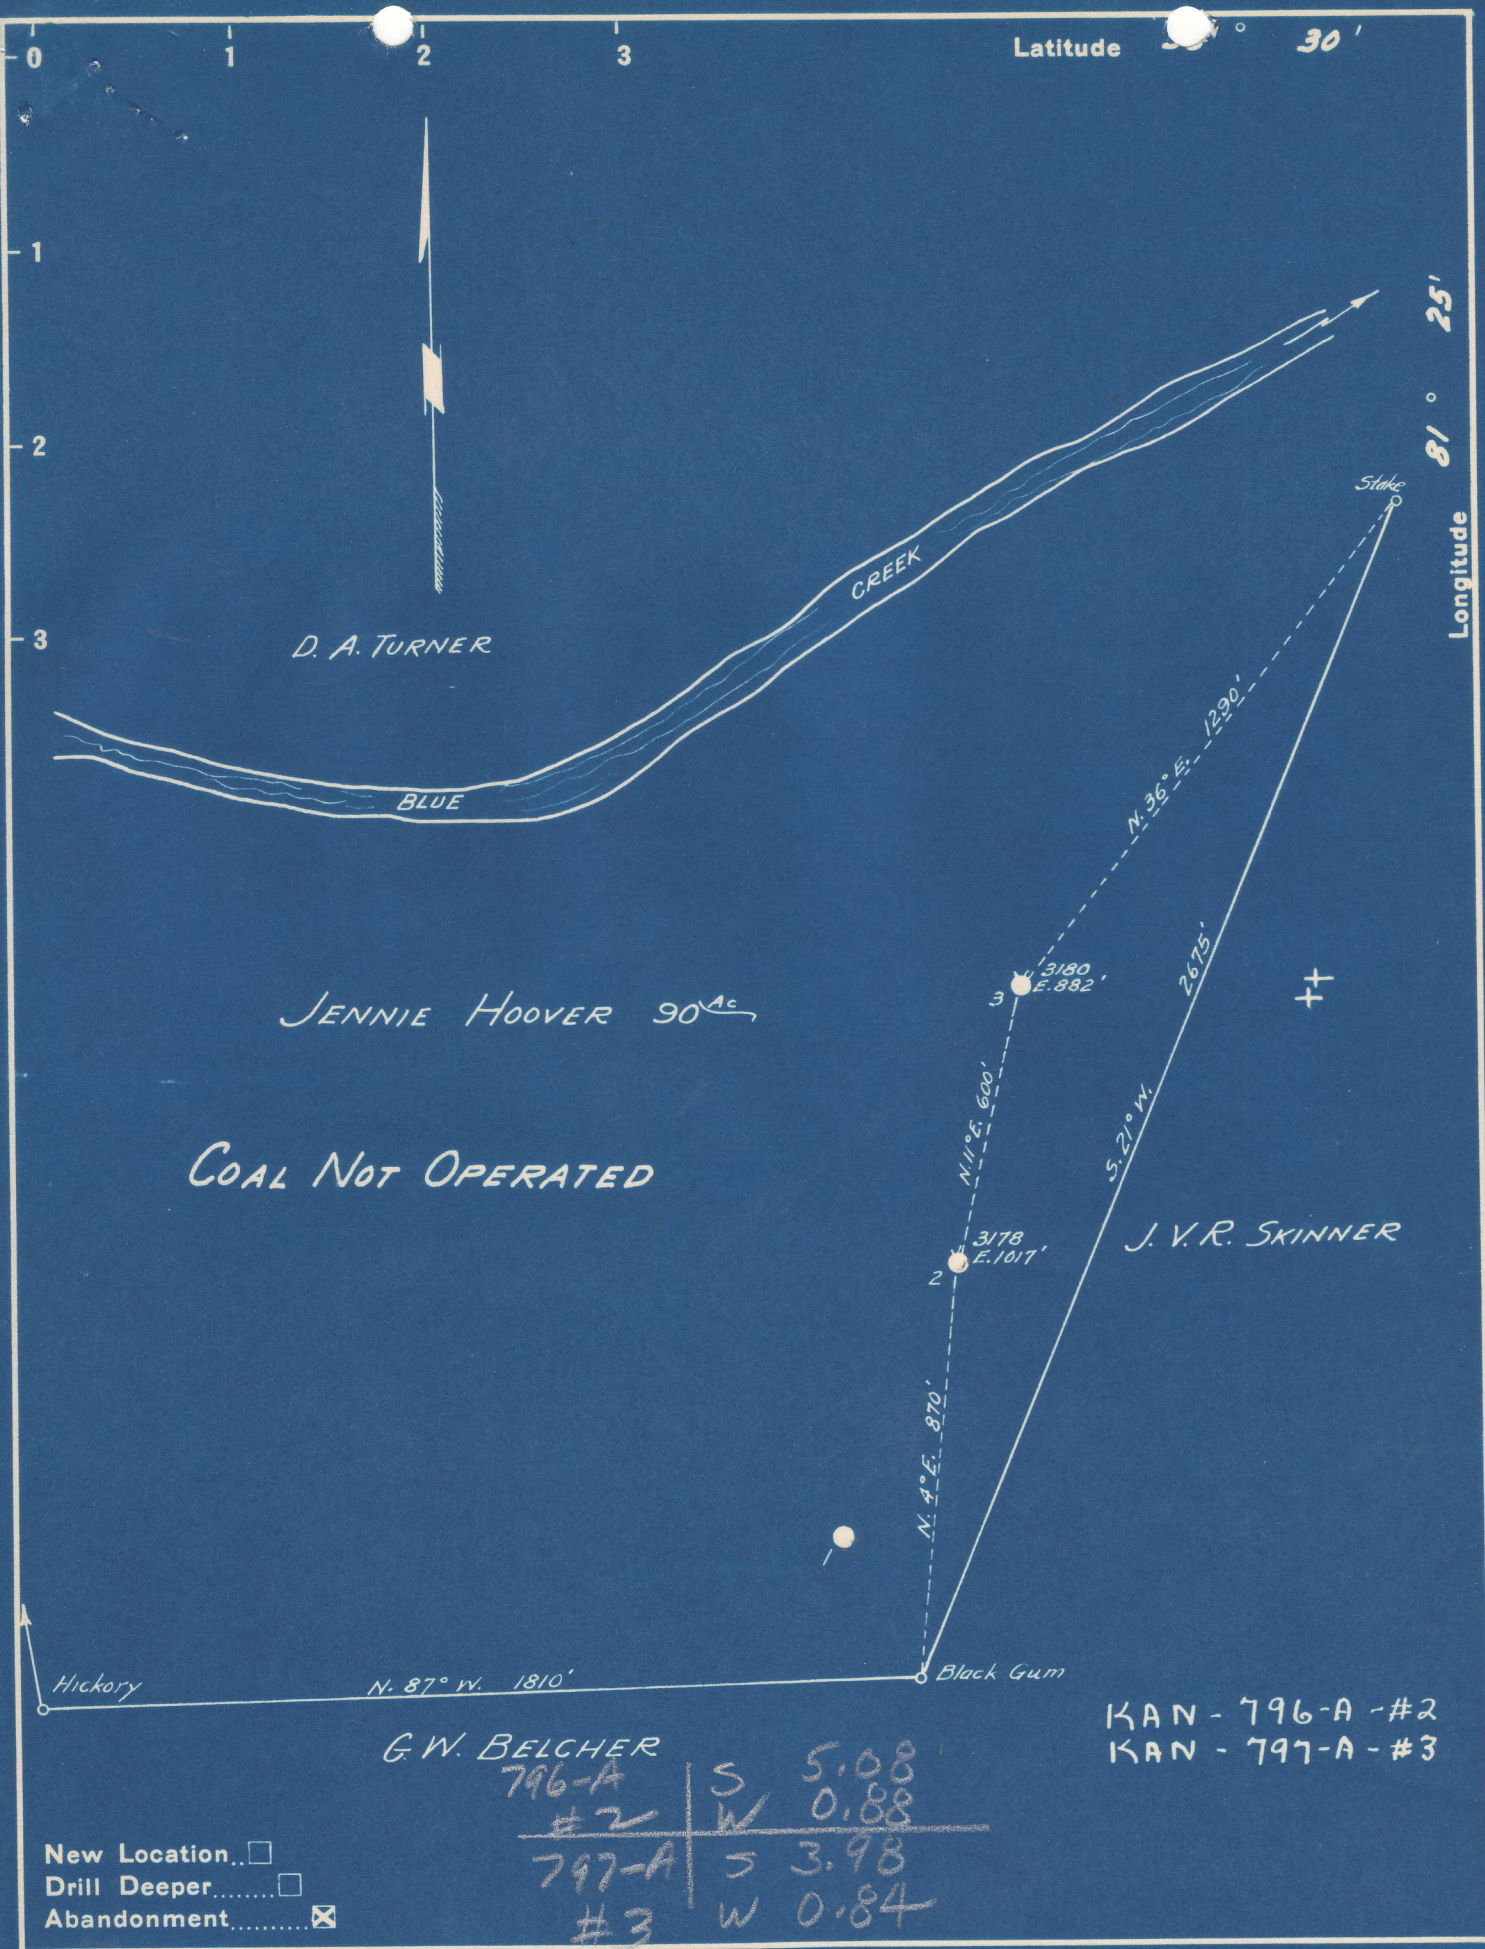 0 1 2 3
Latitude ° 30'
1
2
3
Longitude 81° 25'
Stake
CREEK
D. A. TURNER
BLUE
N. 36° E. 1290'
2675'
S. 21° W.
3180
E. 882'
3
JENNIE HOOVER 90 Ac
++
N. 11° E. 600'
COAL NOT OPERATED
3178
E. 1017'
2
J. V. R. SKINNER
N. 4° E. 870'
1
Hickory
N. 87° W. 1810'
Black Gum
KAN - 796-A - #2
KAN - 797-A - #3
G. W. BELCHER
796-A S 5.08
#2 W 0.88
797-A S 3.98
#3 W 0.84
New Location..
Drill Deeper........
Abandonment..........